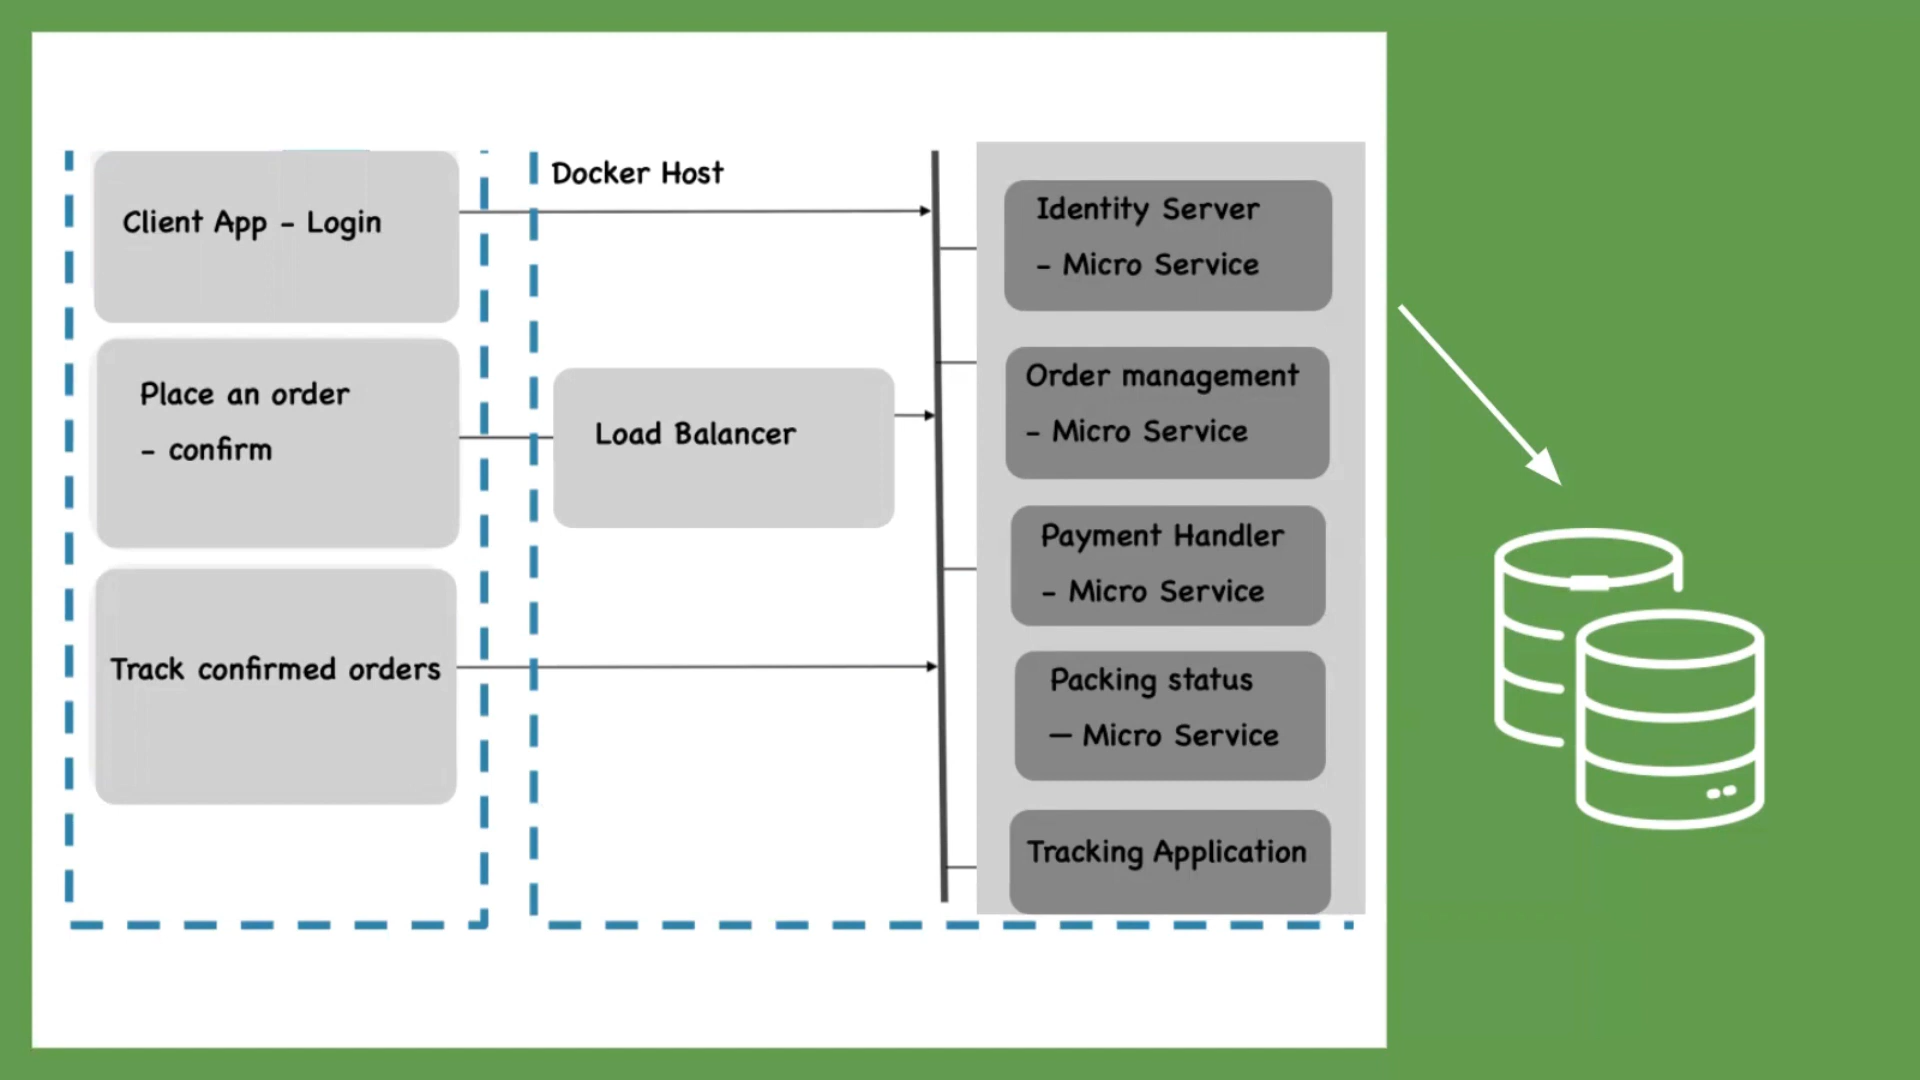 Client App - Login
Place an order
- confirm
Track confirmed orders
Docker Host
Load Balancer
Identity Server
- Micro Service
Order management
- Micro Service
Payment Handler
- Micro Service
Packing status
— Micro Service
Tracking Application